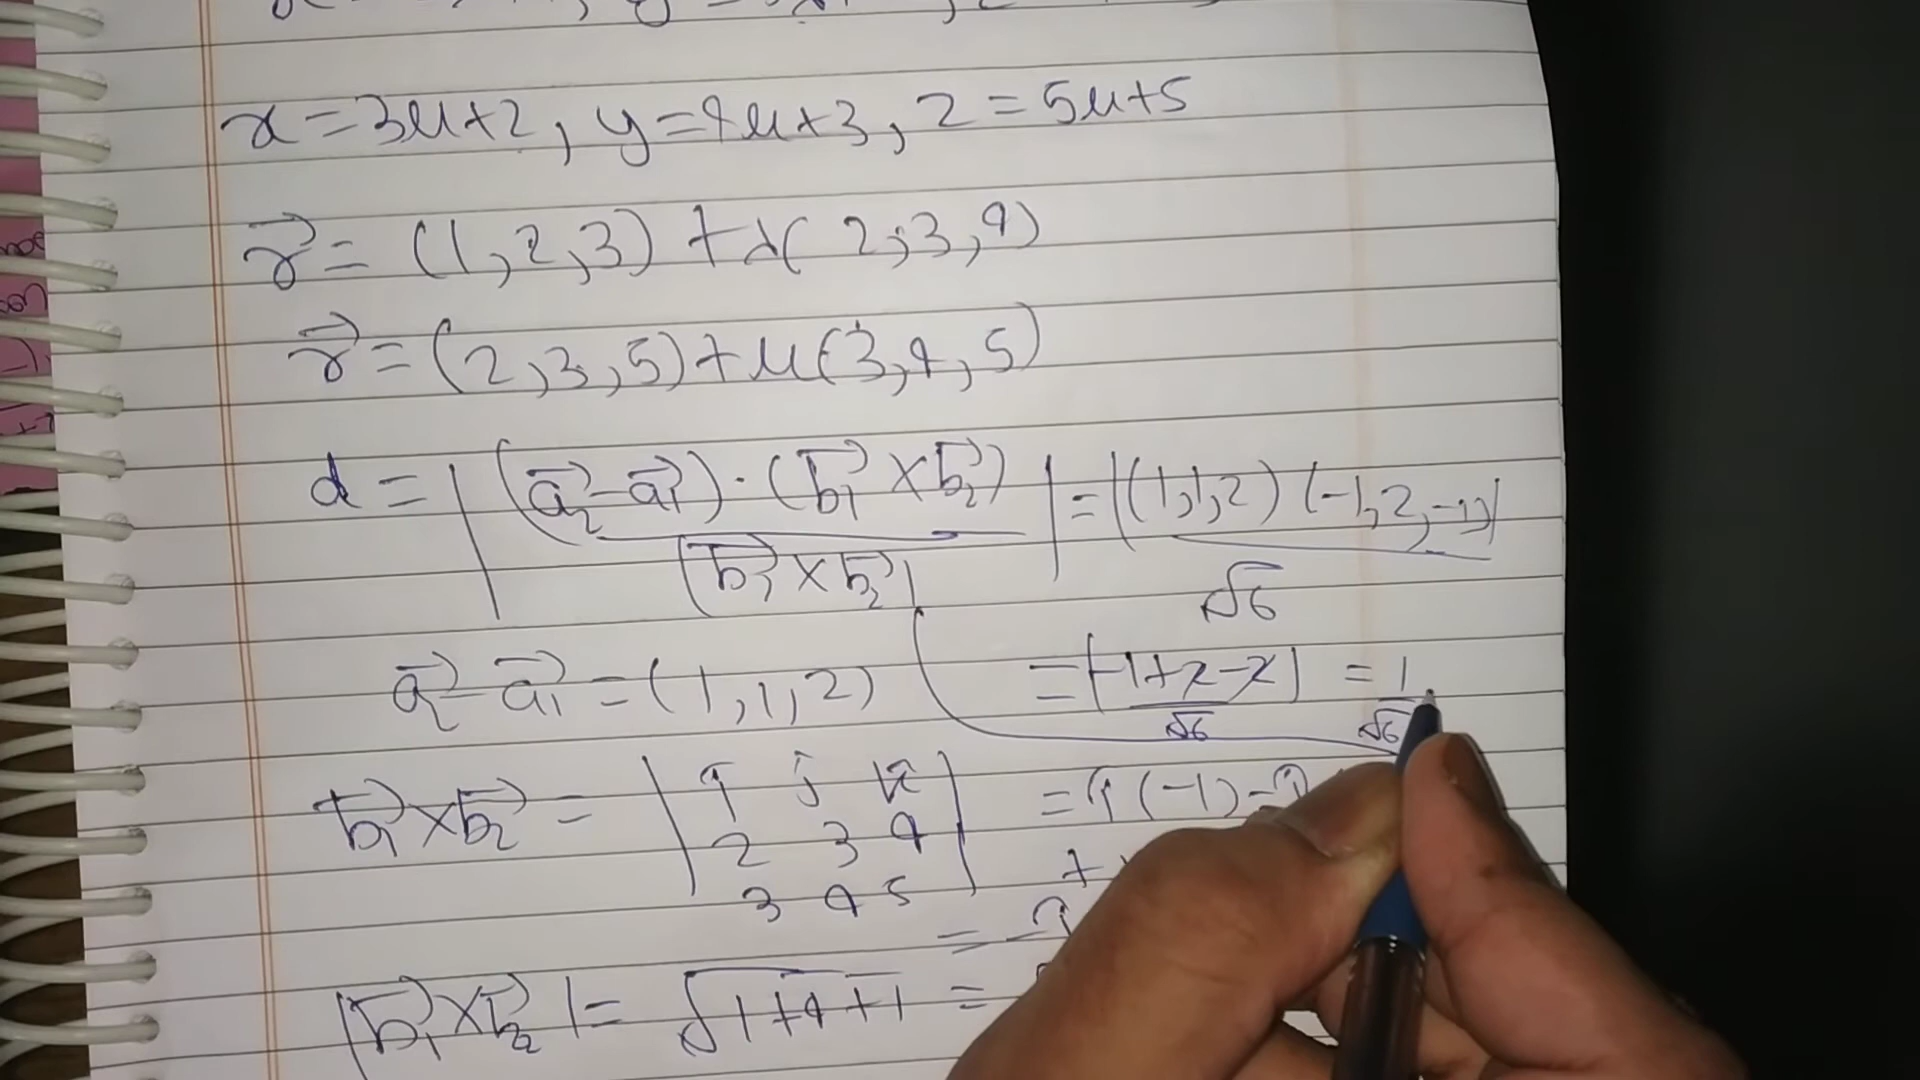 x = 3μ+2, y = 4μ+3, z = 5μ+5
r⃗ = (1,2,3) + λ(2,3,4)
r⃗ = (2,3,5) + μ(3,4,5)
d = | (a⃗₂ - a⃗₁) · (b⃗₁ × b⃗₂) / |b⃗₁ × b⃗₂| | = |(1,1,2) (-1,2,-1)| / √6
a⃗₂ - a⃗₁ = (1,1,2)
= |-1+2-2| / √6 = 1/√6
b⃗₁ × b⃗₂ = | î ĵ k̂
2 3 4
3 4 5 | = î(-1) - ĵ
+
= -î
|b⃗₁ × b⃗₂| = √1+4+1 =